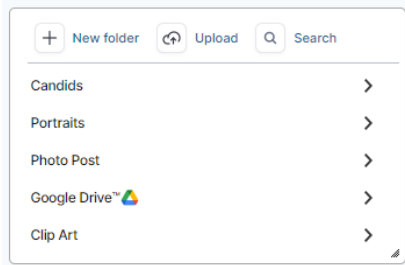 New folder Upload Search
Candids
Portraits
Photo Post
Google Drive™
Clip Art